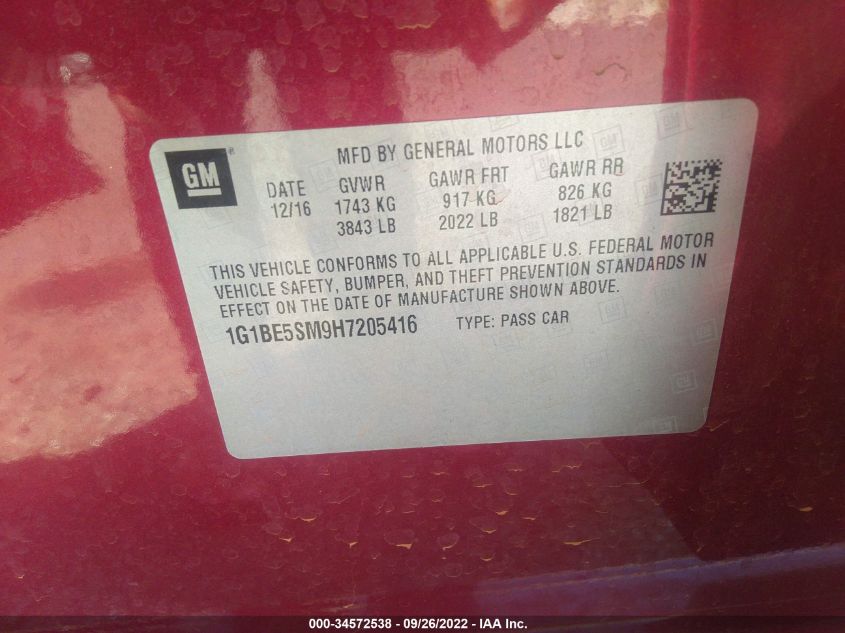 GM®
MFD BY GENERAL MOTORS LLC
DATE GVWR GAWR FRT GAWR RR
12/16 1743 KG 917 KG 826 KG
3843 LB 2022 LB 1821 LB
THIS VEHICLE CONFORMS TO ALL APPLICABLE U.S. FEDERAL MOTOR
VEHICLE SAFETY, BUMPER, AND THEFT PREVENTION STANDARDS IN
EFFECT ON THE DATE OF MANUFACTURE SHOWN ABOVE.
1G1BE5SM9H7205416 TYPE: PASS CAR
000-34572538 - 09/26/2022 - IAA Inc.